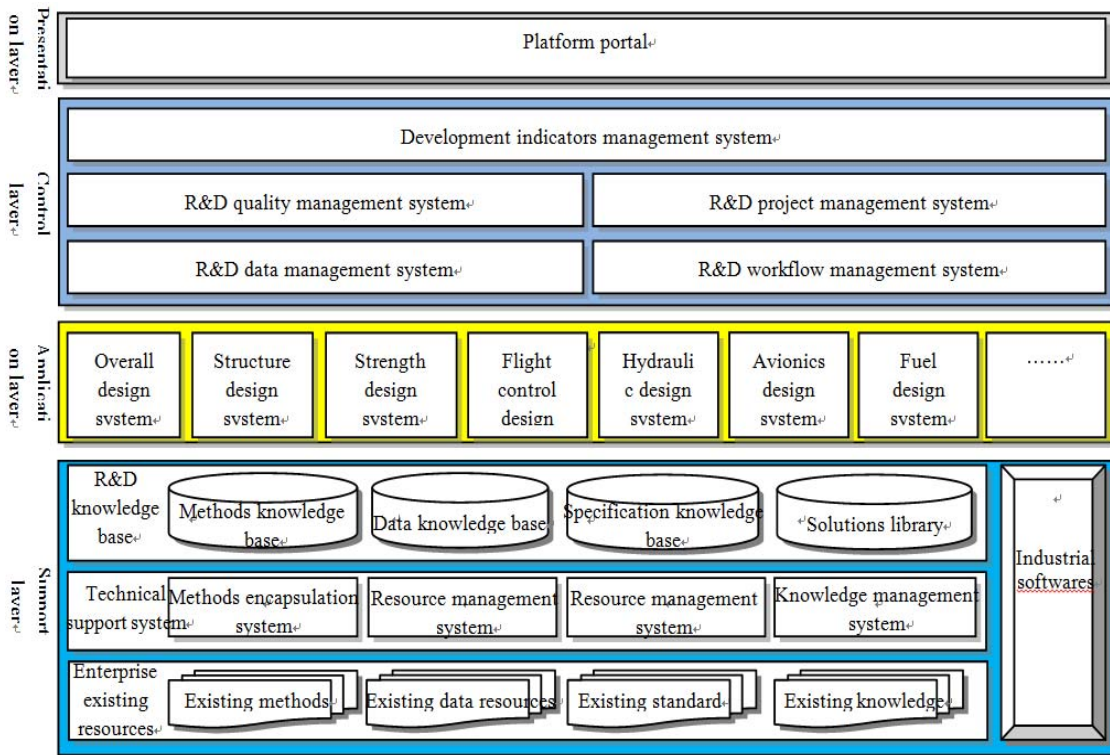 Presentati
on layer
Platform portal
Control
layer
Development indicators management system
R&D quality management system
R&D project management system
R&D data management system
R&D workflow management system
Applicati
on layer
Overall
design
system
Structure
design
system
Strength
design
system
Flight
control
design
Hydrauli
c design
system
Avionics
design
system
Fuel
design
system
……
Support
layer
R&D
knowledge
base
Methods knowledge
base
Data knowledge base
Specification knowledge
base
Solutions library
Technical
support system
Methods encapsulation
system
Resource management
system
Resource management
system
Knowledge management
system
Enterprise
existing
resources
Existing methods
Existing data resources
Existing standard
Existing knowledge
Industrial
softwares